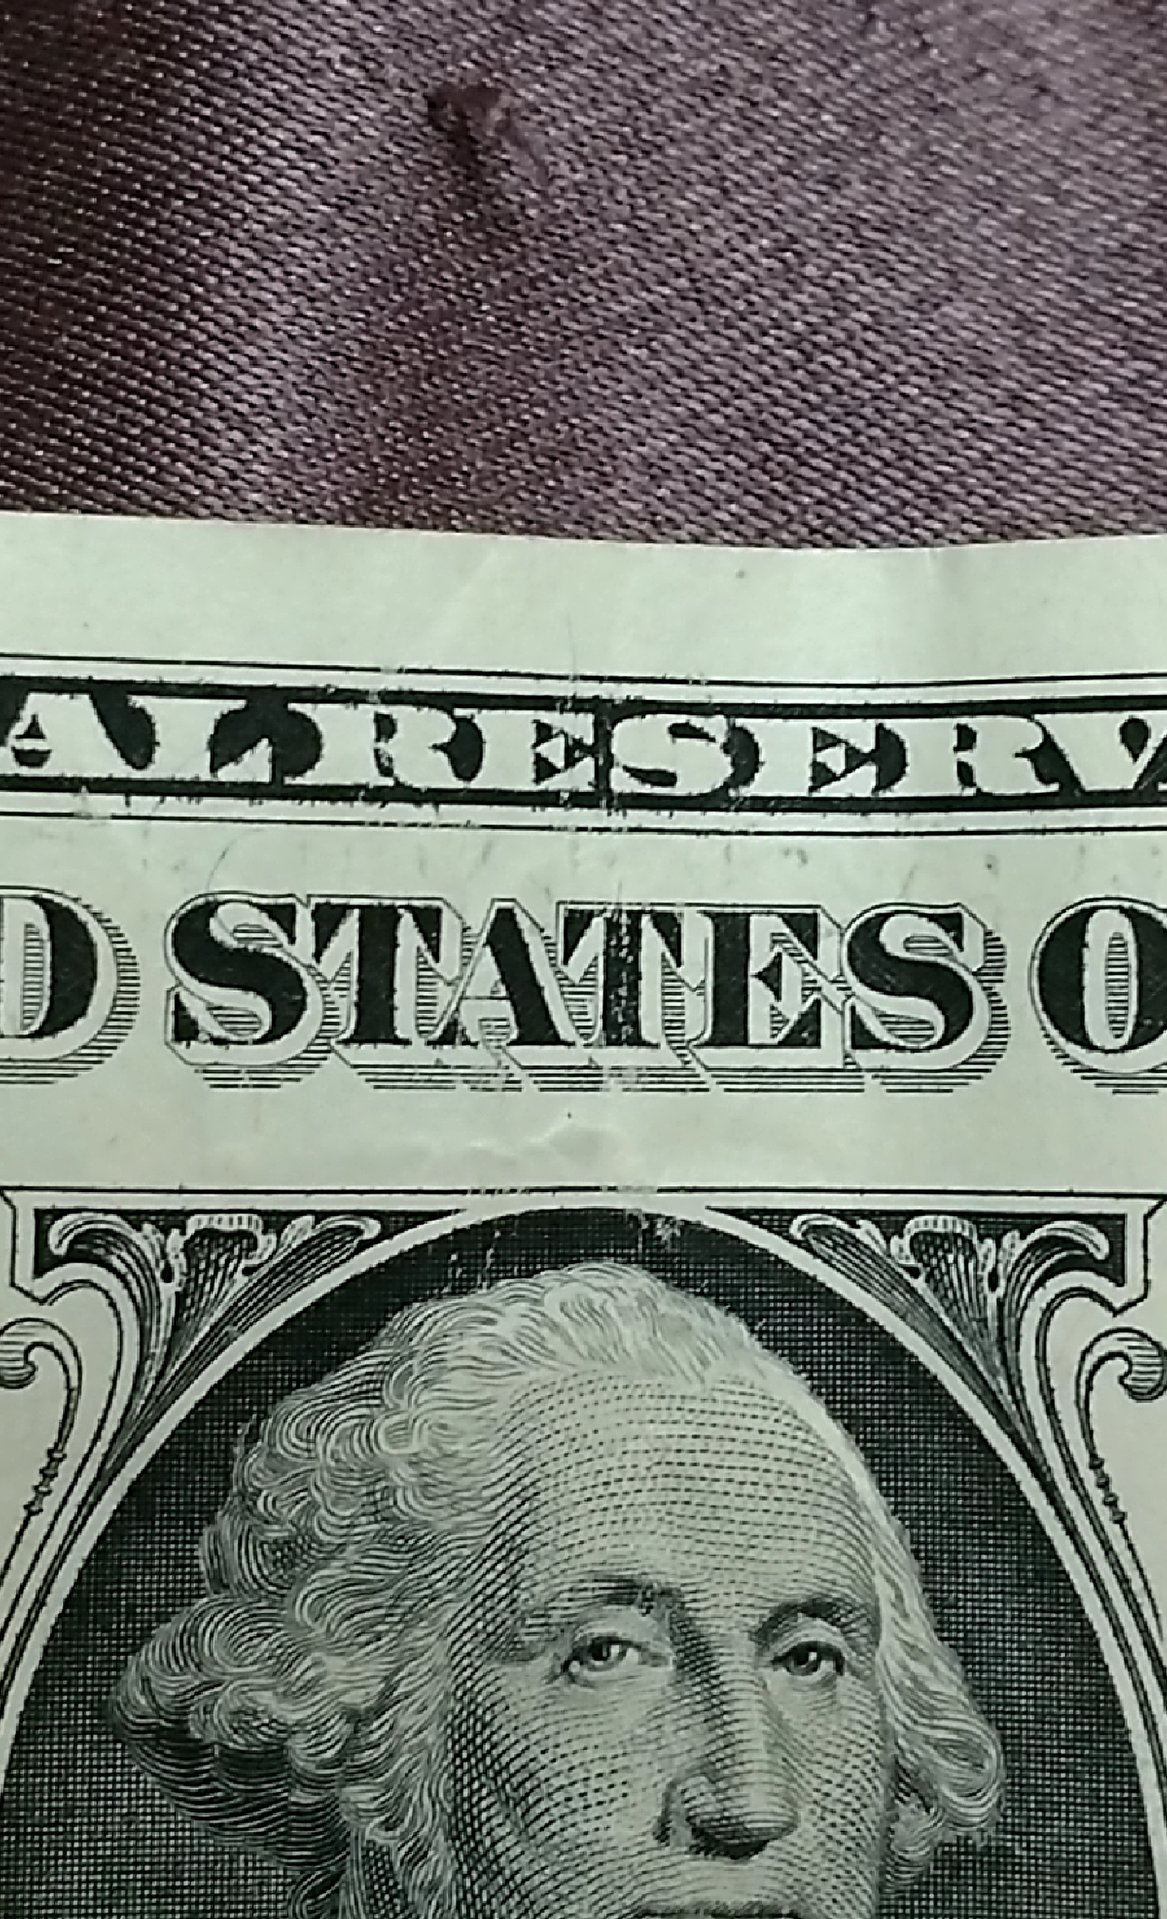 AL RESERV
D STATES O